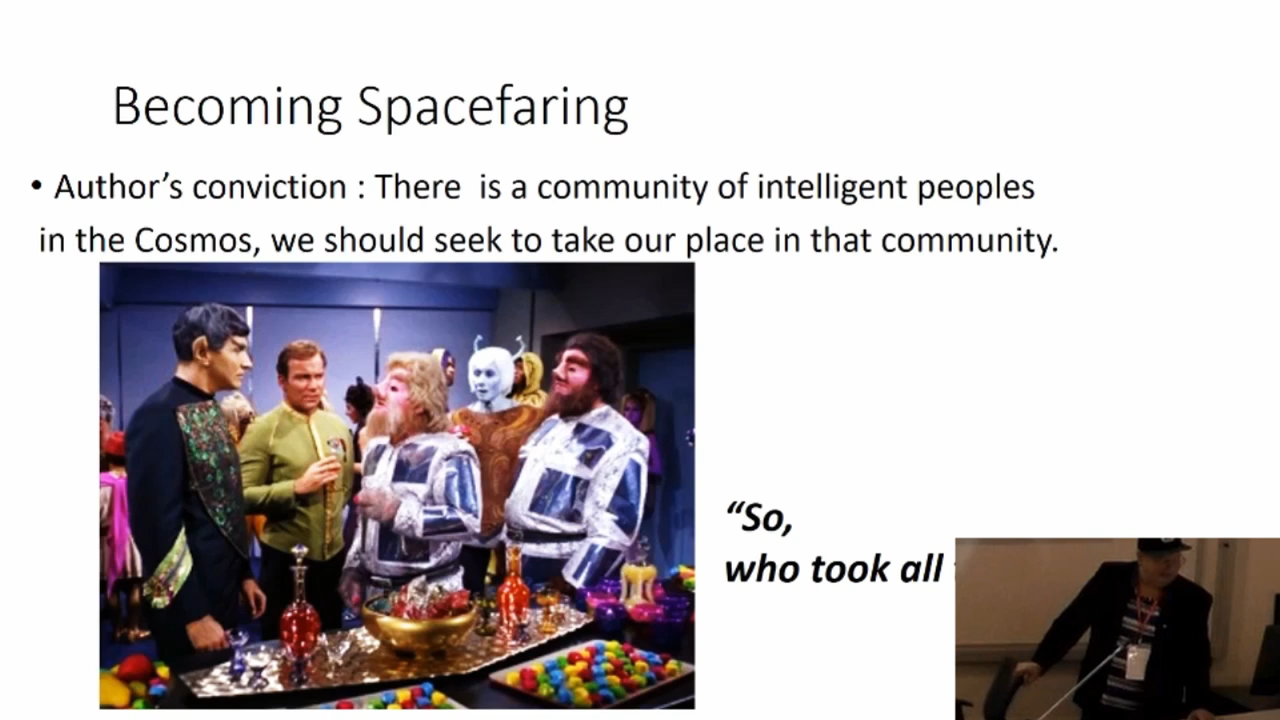 Becoming Spacefaring
• Author’s conviction : There  is a community of intelligent peoples
in the Cosmos, we should seek to take our place in that community.
“So,
who took all